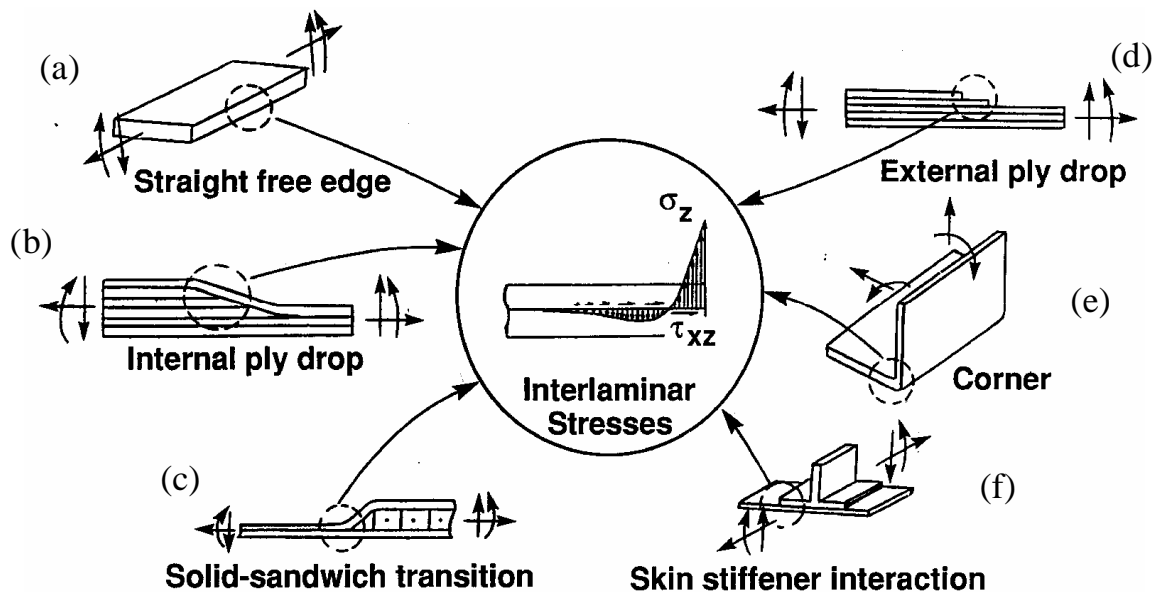 (a)
Straight free edge
(b)
Internal ply drop
(c)
Solid-sandwich transition
σz
τxz
Interlaminar
Stresses
(d)
External ply drop
(e)
Corner
(f)
Skin stiffener interaction